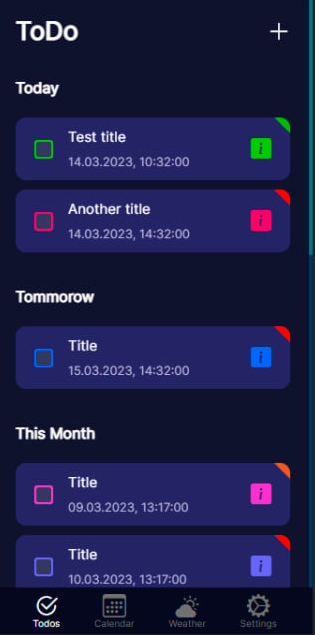 ToDo
Today
Test title
14.03.2023, 10:32:00
i
Another title
14.03.2023, 14:32:00
i
Tommorow
Title
15.03.2023, 14:32:00
i
This Month
Title
09.03.2023, 13:17:00
i
Title
10.03.2023, 13:17:00
i
Todos
Calendar
Weather
Settings